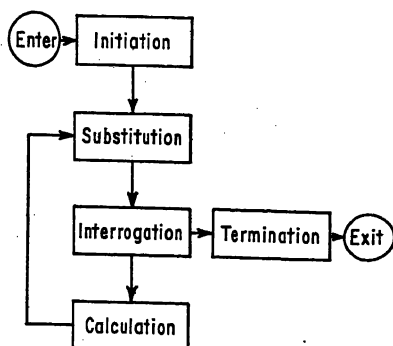 Enter
Initiation
Substitution
Interrogation
Termination
Exit
Calculation